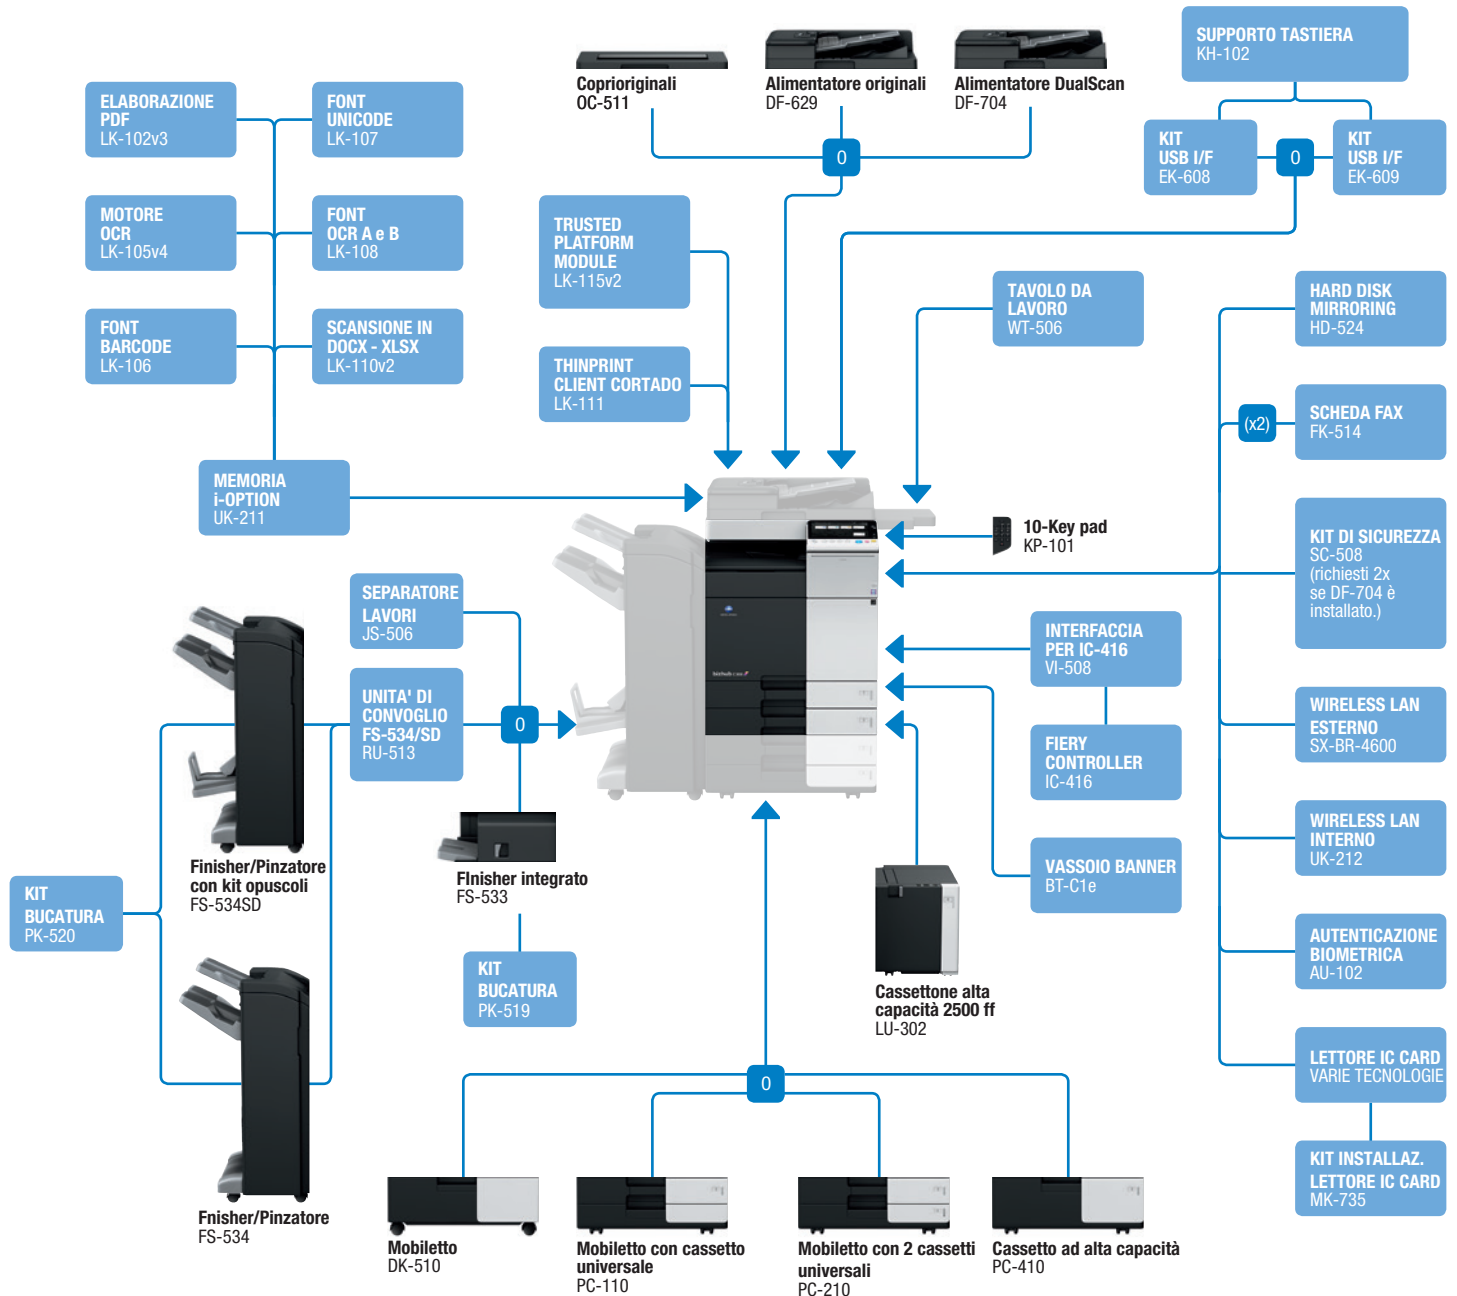 Coprioriginali
OC-511
Alimentatore originali
DF-629
Alimentatore DualScan
DF-704
SUPPORTO TASTIERA
KH-102
ELABORAZIONE
PDF
LK-102v3
FONT
UNICODE
LK-107
KIT
USB I/F
EK-608
0
KIT
USB I/F
EK-609
0
MOTORE
OCR
LK-105v4
FONT
OCR A e B
LK-108
TRUSTED
PLATFORM
MODULE
LK-115v2
TAVOLO DA
LAVORO
WT-506
HARD DISK
MIRRORING
HD-524
FONT
BARCODE
LK-106
SCANSIONE IN
DOCX - XLSX
LK-110v2
THINPRINT
CLIENT CORTADO
LK-111
(x2)
SCHEDA FAX
FK-514
MEMORIA
i-OPTION
UK-211
10-Key pad
KP-101
KIT DI SICUREZZA
SC-508
(richiesti 2x
se DF-704 è
installato.)
SEPARATORE
LAVORI
JS-506
INTERFACCIA
PER IC-416
VI-508
UNITA' DI
CONVOGLIO
FS-534/SD
RU-513
0
FIERY
CONTROLLER
IC-416
WIRELESS LAN
ESTERNO
SX-BR-4600
WIRELESS LAN
INTERNO
UK-212
Finisher/Pinzatore
con kit opuscoli
FS-534SD
FInisher integrato
FS-533
VASSOIO BANNER
BT-C1e
KIT
BUCATURA
PK-520
KIT
BUCATURA
PK-519
Cassettone alta
capacità 2500 ff
LU-302
AUTENTICAZIONE
BIOMETRICA
AU-102
LETTORE IC CARD
VARIE TECNOLOGIE
0
KIT INSTALLAZ.
LETTORE IC CARD
MK-735
Fnisher/Pinzatore
FS-534
Mobiletto
DK-510
Mobiletto con cassetto
universale
PC-110
Mobiletto con 2 cassetti
universali
PC-210
Cassetto ad alta capacità
PC-410